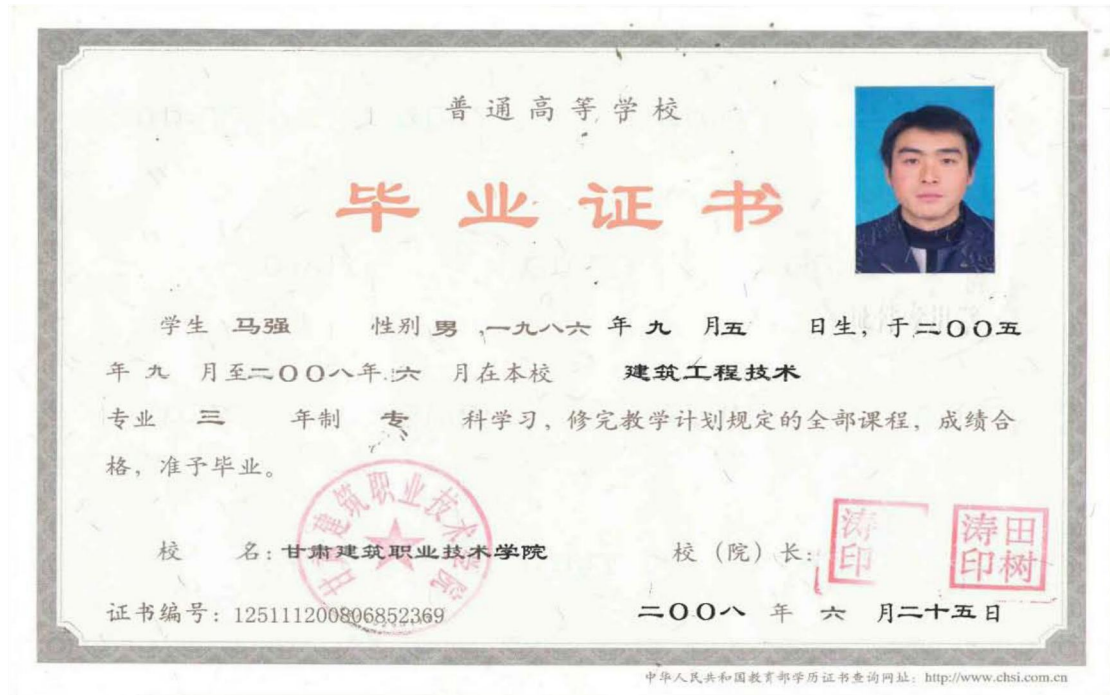 普通高等学校
毕业证书
学生 马强 性别 男 ,一九八六 年 九 月五 日生，于二〇〇五
年 九 月至二〇〇八年 六 月在本校 建筑工程技术
专业 三 年制 专 科学习，修完教学计划规定的全部课程，成绩合
格，准予毕业。
甘肃建筑职业技术学院
校 名：甘肃建筑职业技术学院 校（院）长：
涛印
田树涛印
证书编号：125111200806852369 二〇〇八 年 六 月二十五日
中华人民共和国教育部学历证书查询网址：http://www.chsi.com.cn